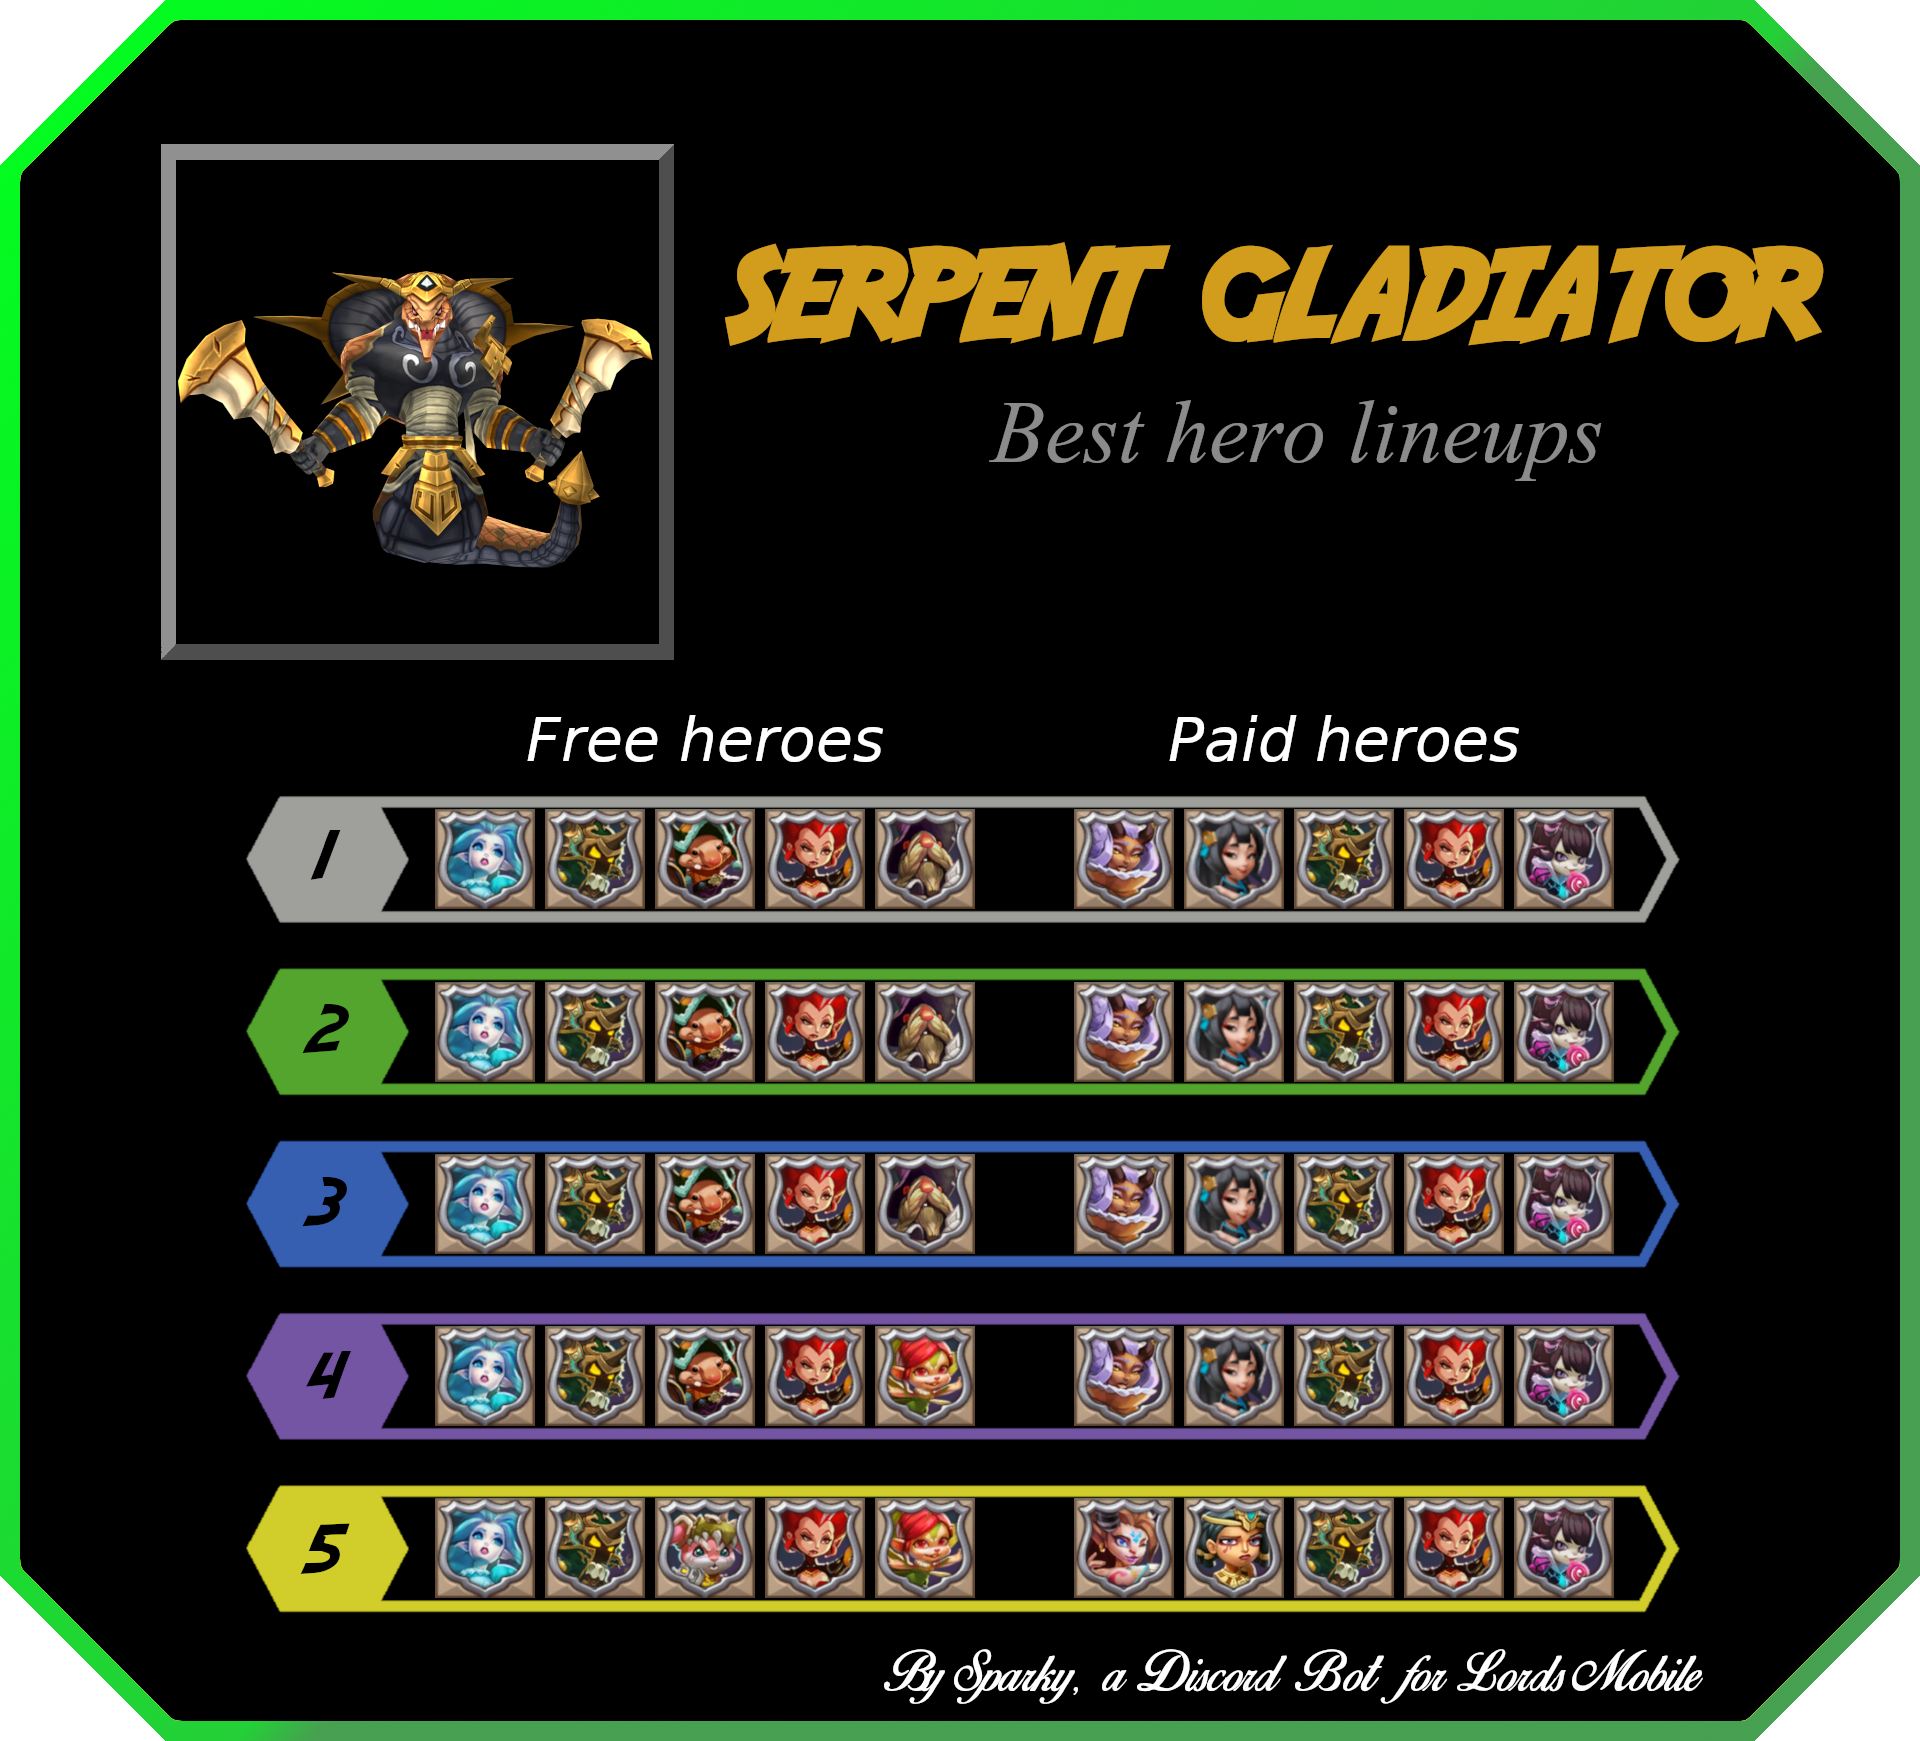 SERPENT GLADIATOR
Best hero lineups
Free heroes Paid heroes
1
2
3
4
5
By Sparky, a Discord Bot for Lords Mobile